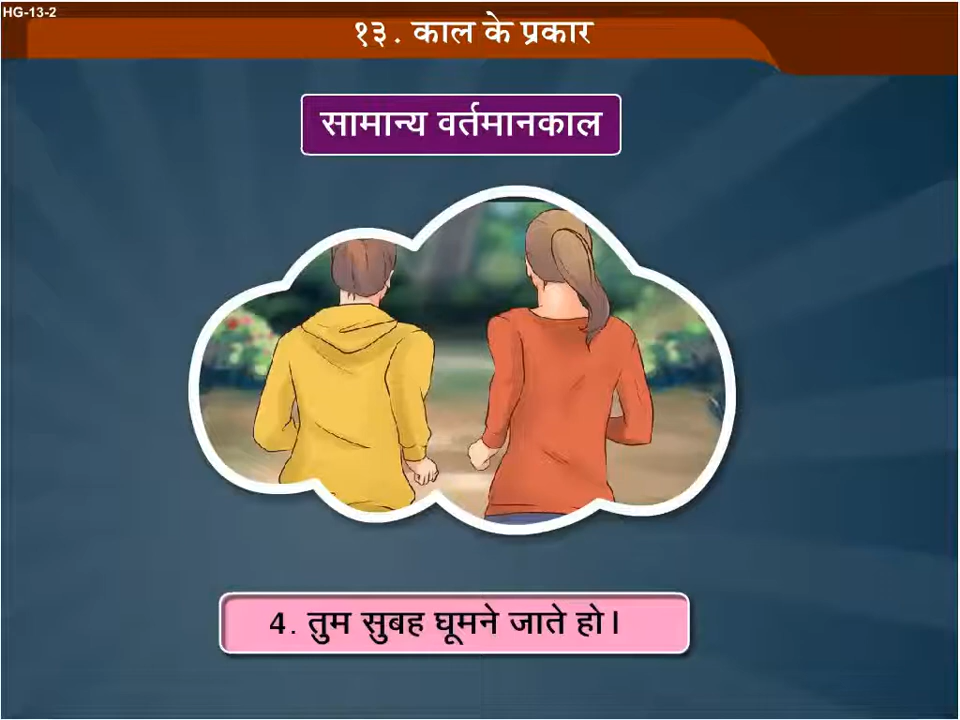 HG-13-2
१३. काल के प्रकार
सामान्य वर्तमानकाल
4. तुम सुबह घूमने जाते हो।